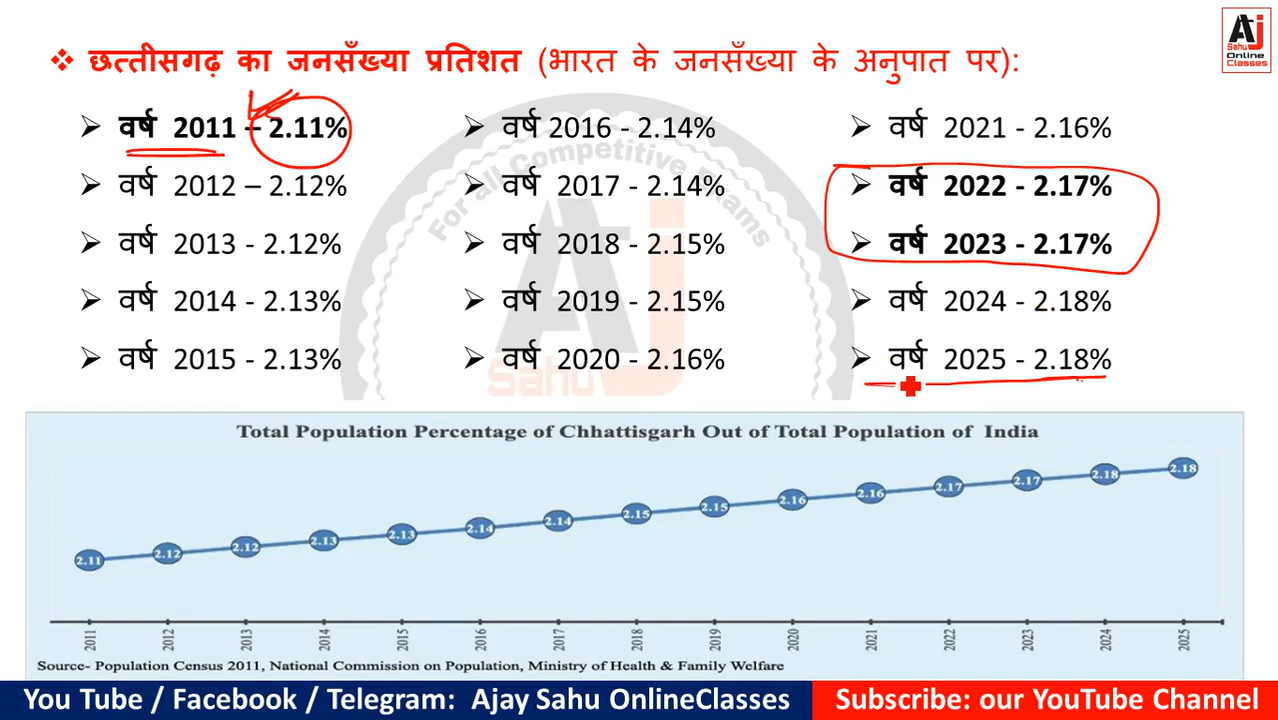 ❖ छत्तीसगढ़ का जनसँख्या प्रतिशत (भारत के जनसँख्या के अनुपात पर):
AJ
Sahu
Online
Classes
➢ वर्ष 2011 – 2.11%
➢ वर्ष 2012 – 2.12%
➢ वर्ष 2013 - 2.12%
➢ वर्ष 2014 - 2.13%
➢ वर्ष 2015 - 2.13%
➢ वर्ष 2016 - 2.14%
➢ वर्ष 2017 - 2.14%
➢ वर्ष 2018 - 2.15%
➢ वर्ष 2019 - 2.15%
➢ वर्ष 2020 - 2.16%
➢ वर्ष 2021 - 2.16%
➢ वर्ष 2022 - 2.17%
➢ वर्ष 2023 - 2.17%
➢ वर्ष 2024 - 2.18%
➢ वर्ष 2025 - 2.18%
For all Competitive Exams
AJ
Sahu
Total Population Percentage of Chhattisgarh Out of Total Population of India
2.11 2.12 2.12 2.13 2.13 2.14 2.14 2.15 2.15 2.16 2.16 2.17 2.17 2.18 2.18
2011 2012 2013 2014 2015 2016 2017 2018 2019 2020 2021 2022 2023 2024 2025
Source- Population Census 2011, National Commission on Population, Ministry of Health & Family Welfare
You Tube / Facebook / Telegram: Ajay Sahu OnlineClasses
Subscribe: our YouTube Channel